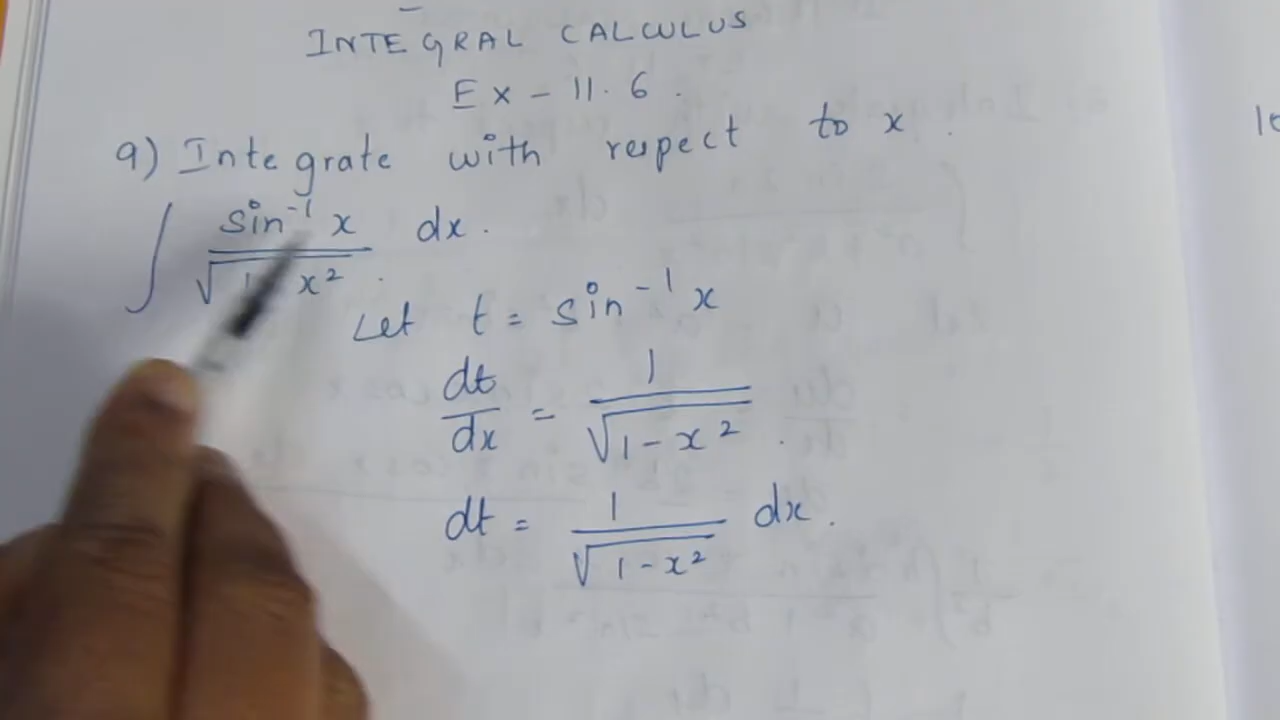 INTEGRAL CALCULUS
Ex - 11.6.
9) Integrate with respect to x.
∫ sin⁻¹ x / √1 x² dx.
Let t = sin⁻¹ x
dt/dx = 1/√1-x².
dt = 1/√1-x² dx.